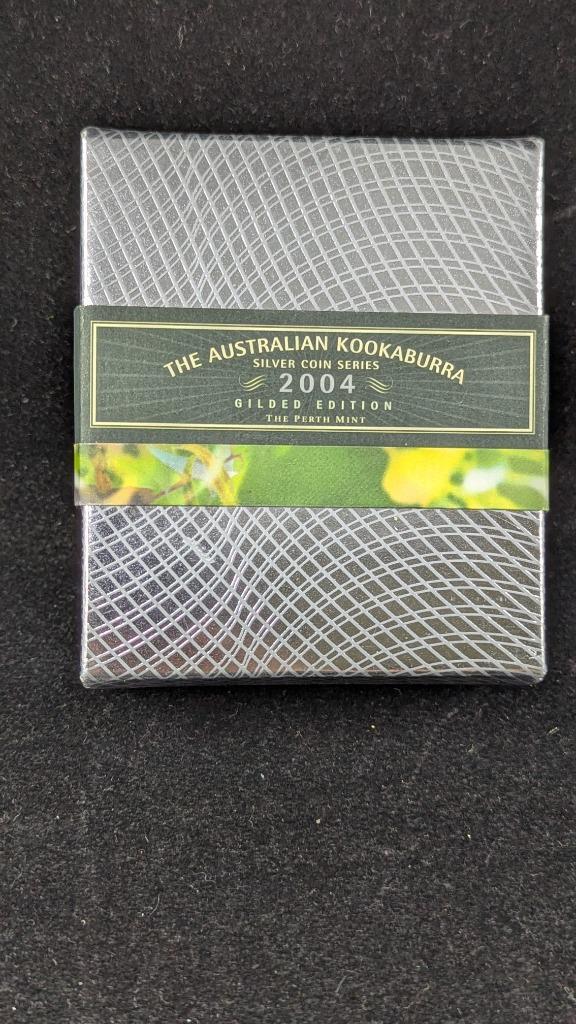 THE AUSTRALIAN KOOKABURRA
SILVER COIN SERIES
2004
GILDED EDITION
THE PERTH MINT